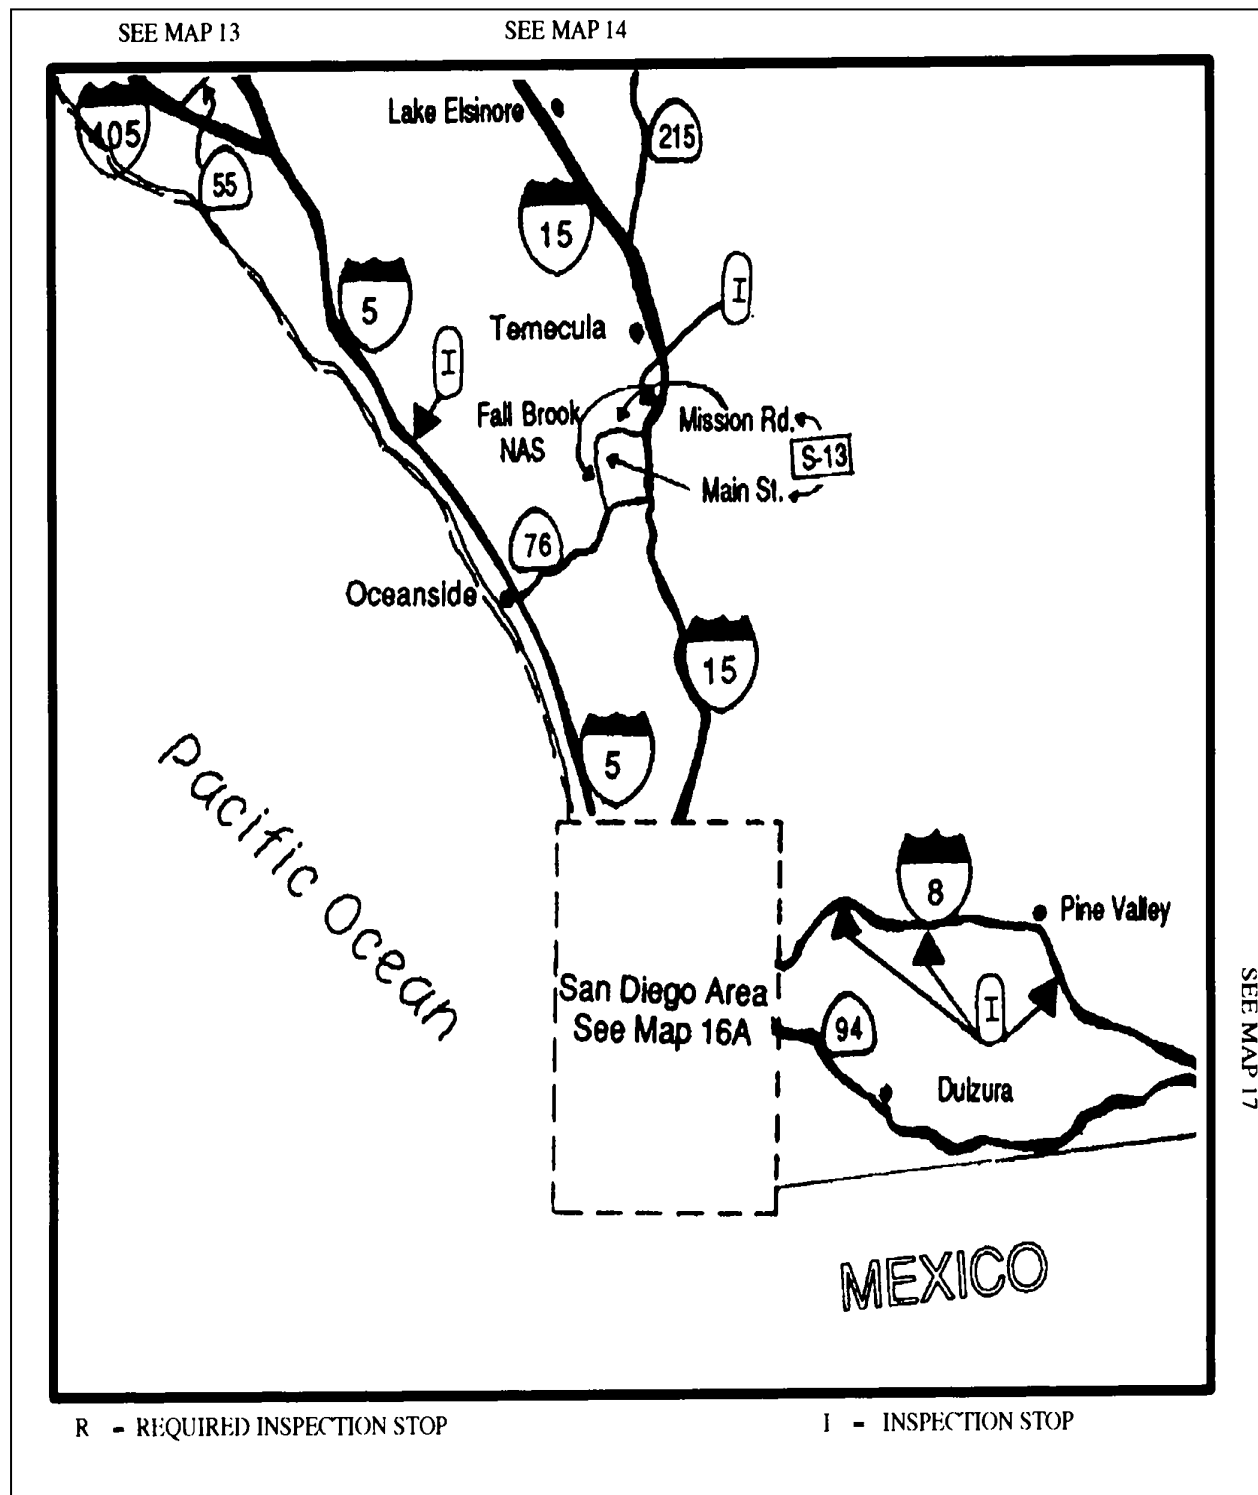 SEE MAP 13
SEE MAP 14
Lake Elsinore
405
215
55
15
I
5
Temecula
I
Fall Brook
NAS
Mission Rd.
S-13
Main St.
76
Oceanside
15
5
Pacific Ocean
8
Pine Valley
San Diego Area
See Map 16A
I
94
Dulzura
SEE MAP 17
MEXICO
R - REQUIRED INSPECTION STOP
I - INSPECTION STOP